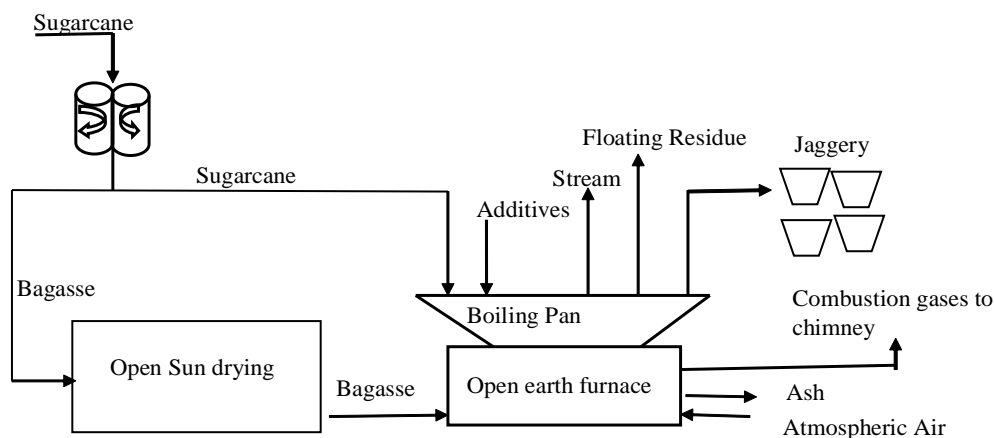 Sugarcane
Floating Residue
Jaggery
Sugarcane
Stream
Additives
Bagasse
Combustion gases to
chimney
Boiling Pan
Open Sun drying
Bagasse
Open earth furnace
Ash
Atmospheric Air